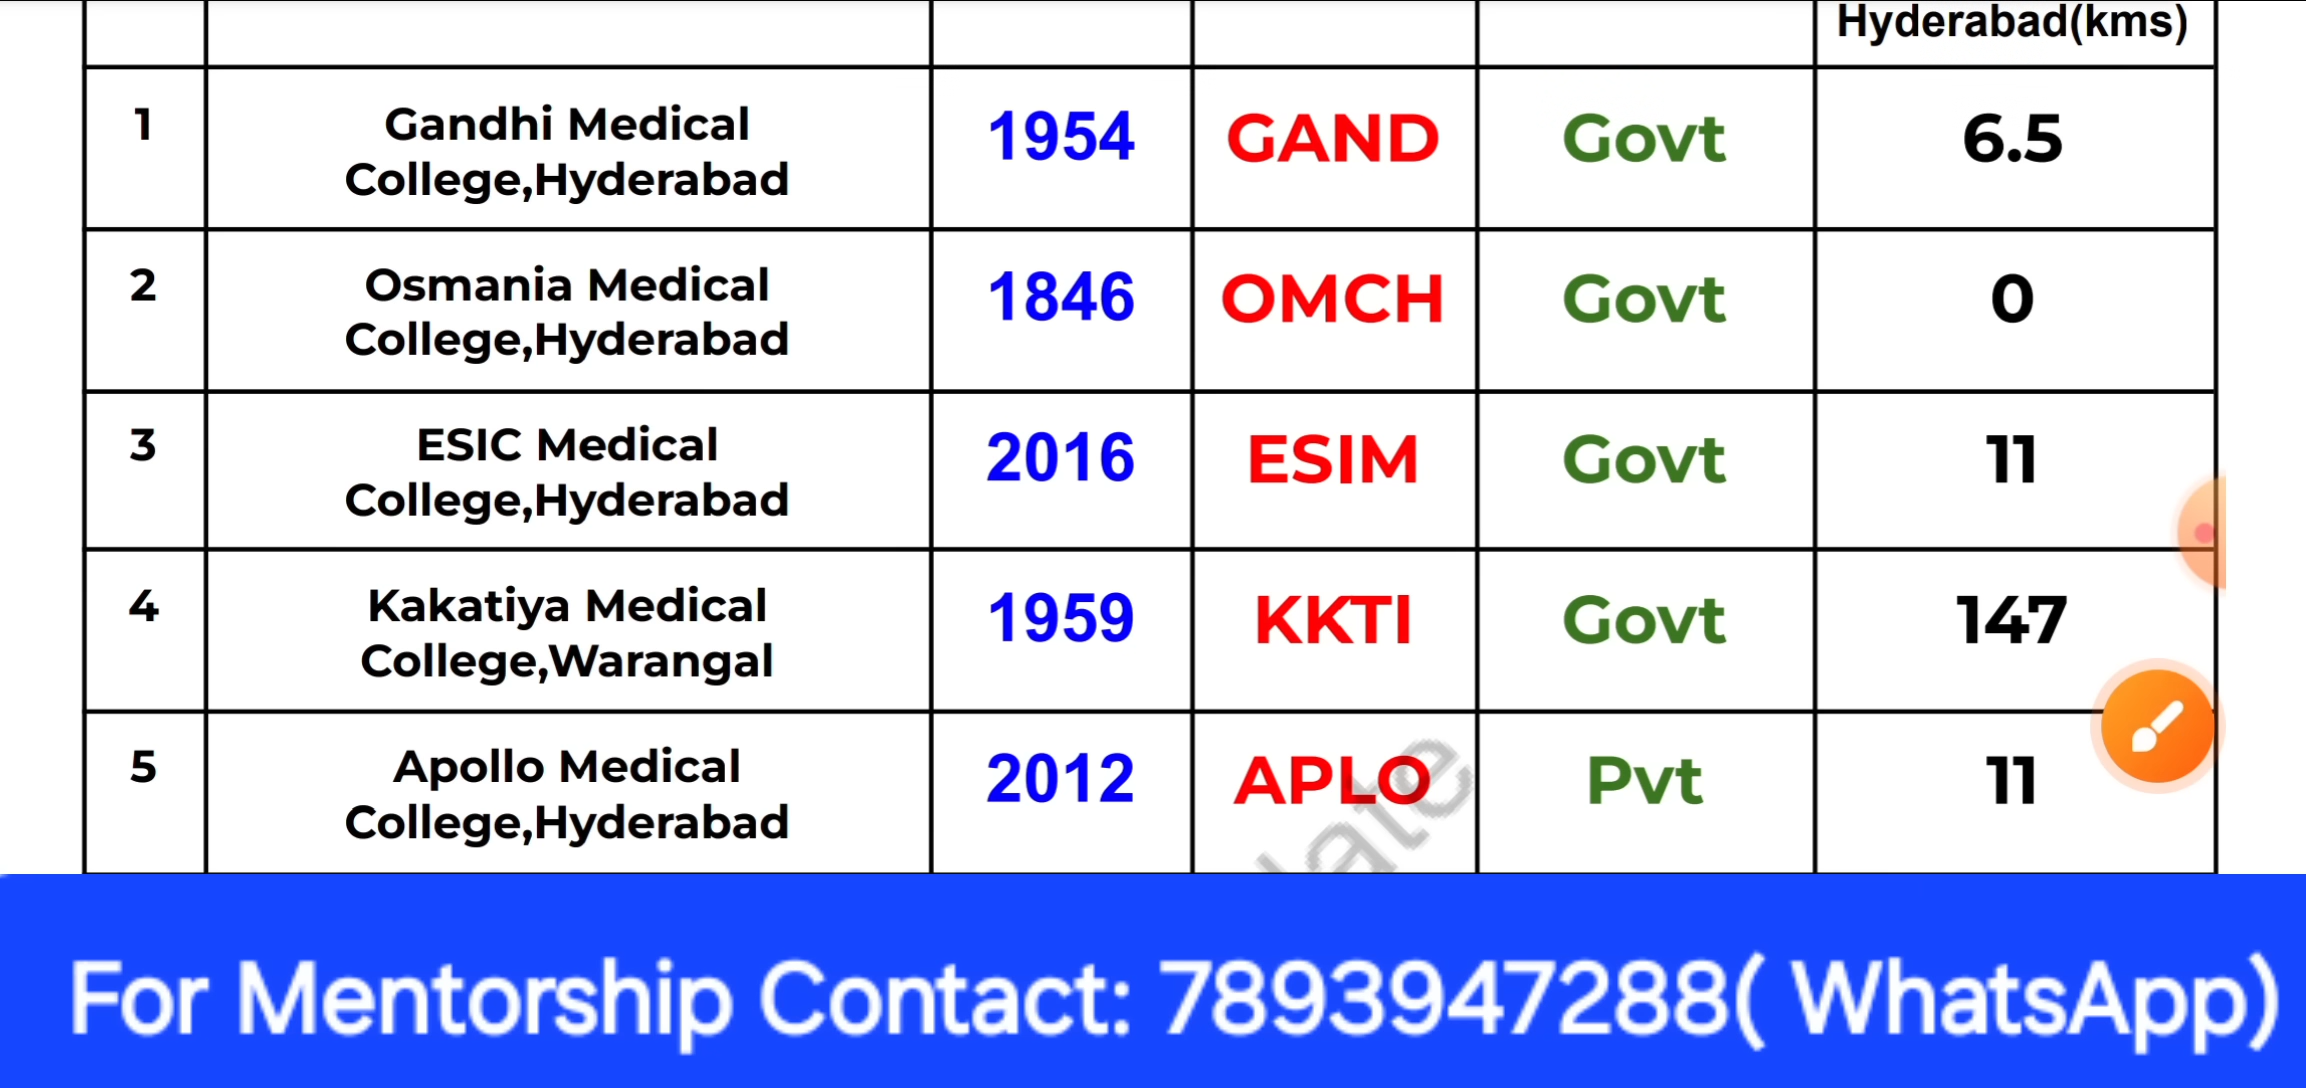 Hyderabad(kms)
1 Gandhi Medical 1954 GAND Govt 6.5
College,Hyderabad
2 Osmania Medical 1846 OMCH Govt 0
College,Hyderabad
3 ESIC Medical 2016 ESIM Govt 11
College,Hyderabad
4 Kakatiya Medical 1959 KKTI Govt 147
College,Warangal
5 Apollo Medical 2012 APLO Pvt 11
College,Hyderabad
For Mentorship Contact: 7893947288( WhatsApp)